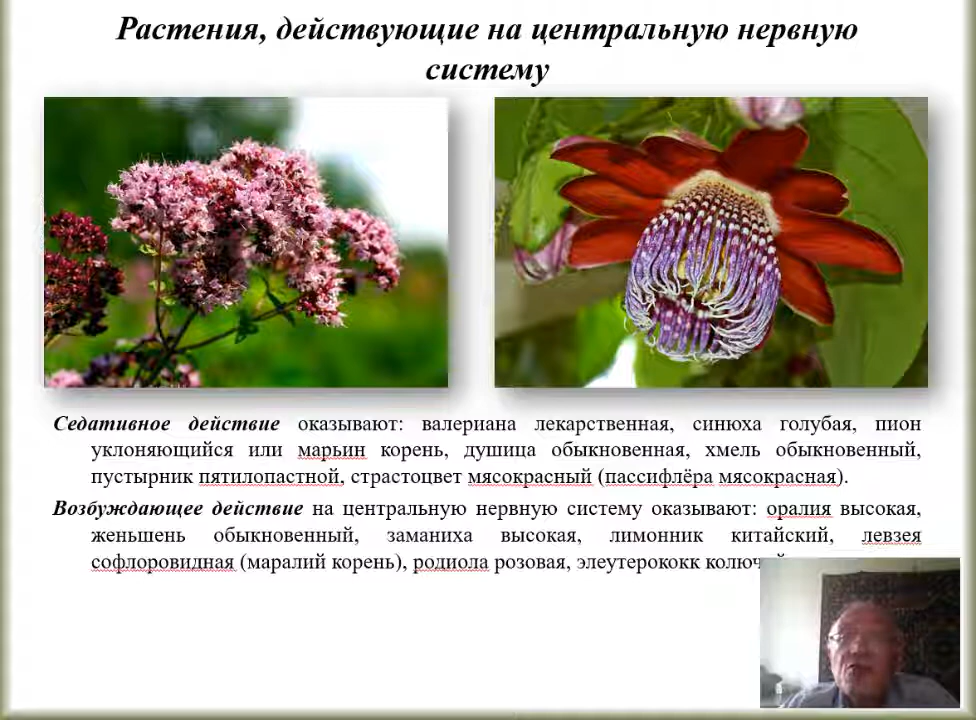 Растения, действующие на центральную нервную
систему
Седативное действие оказывают: валериана лекарственная, синюха голубая, пион
уклоняющийся или марьин корень, душица обыкновенная, хмель обыкновенный,
пустырник пятилопастной, страстоцвет мясокрасный (пассифлёра мясокрасная).
Возбуждающее действие на центральную нервную систему оказывают: оралия высокая,
женьшень обыкновенный, заманиха высокая, лимонник китайский, левзея
софлоровидная (маралий корень), родиола розовая, элеутерококк